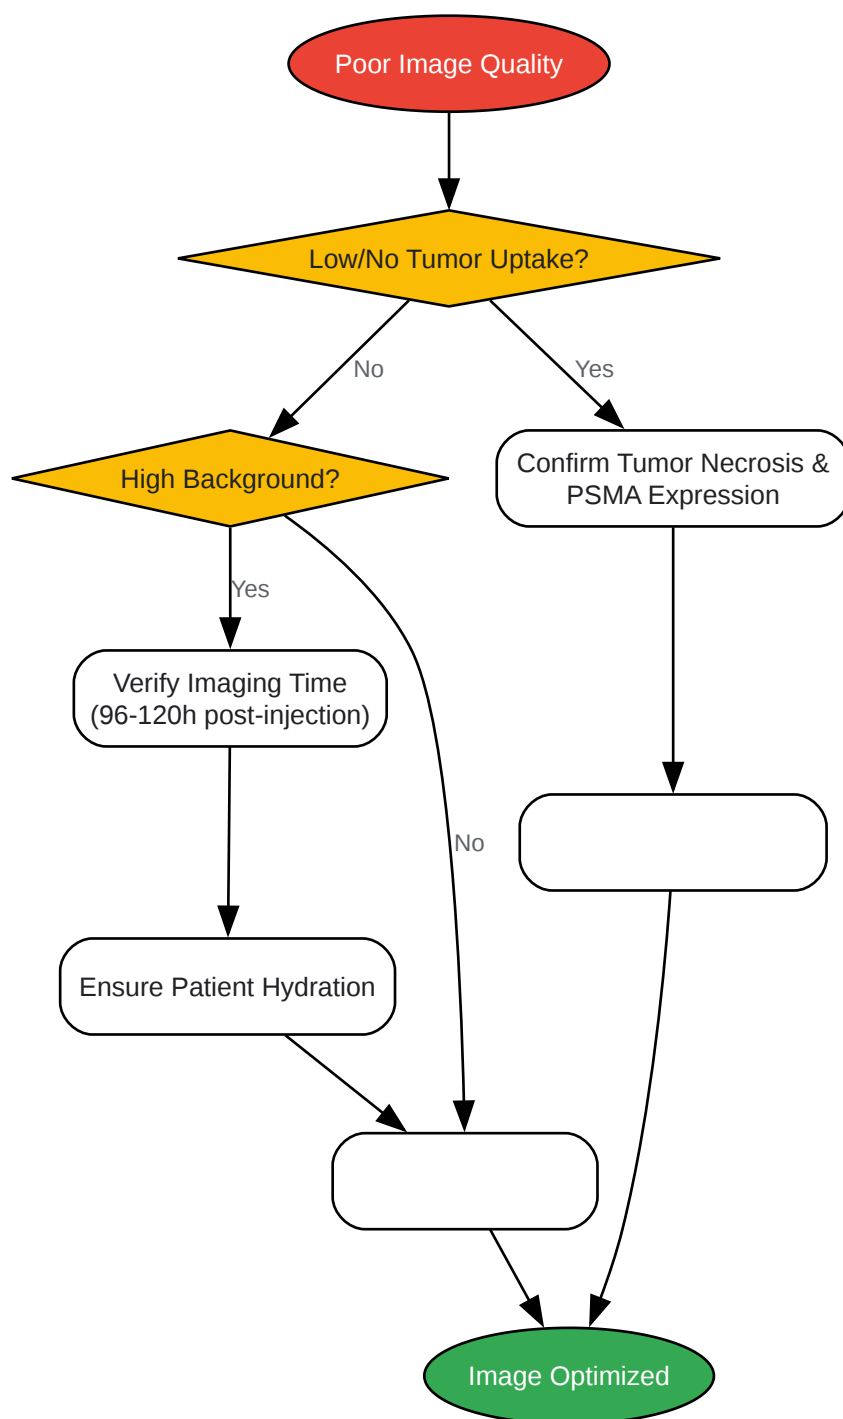 Poor Image Quality
Low/No Tumor Uptake?
No
Yes
High Background?
Confirm Tumor Necrosis &
PSMA Expression
Yes
Verify Imaging Time
(96-120h post-injection)
No
Ensure Patient Hydration
Image Optimized